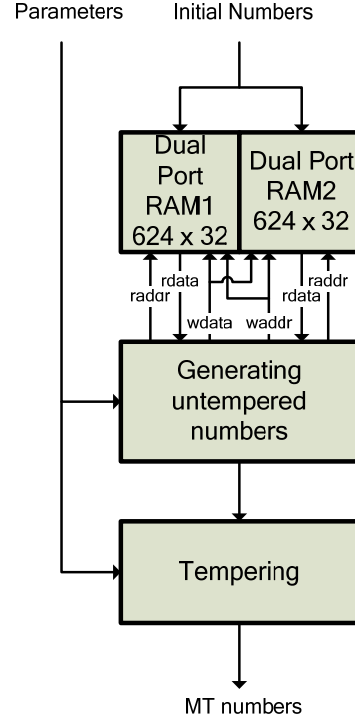 Parameters
Initial Numbers
Dual
Port
RAM1
624 x 32
Dual Port
RAM2
624 x 32
raddr
rdata
wdata
waddr
rdata
raddr
Generating
untempered
numbers
Tempering
MT numbers